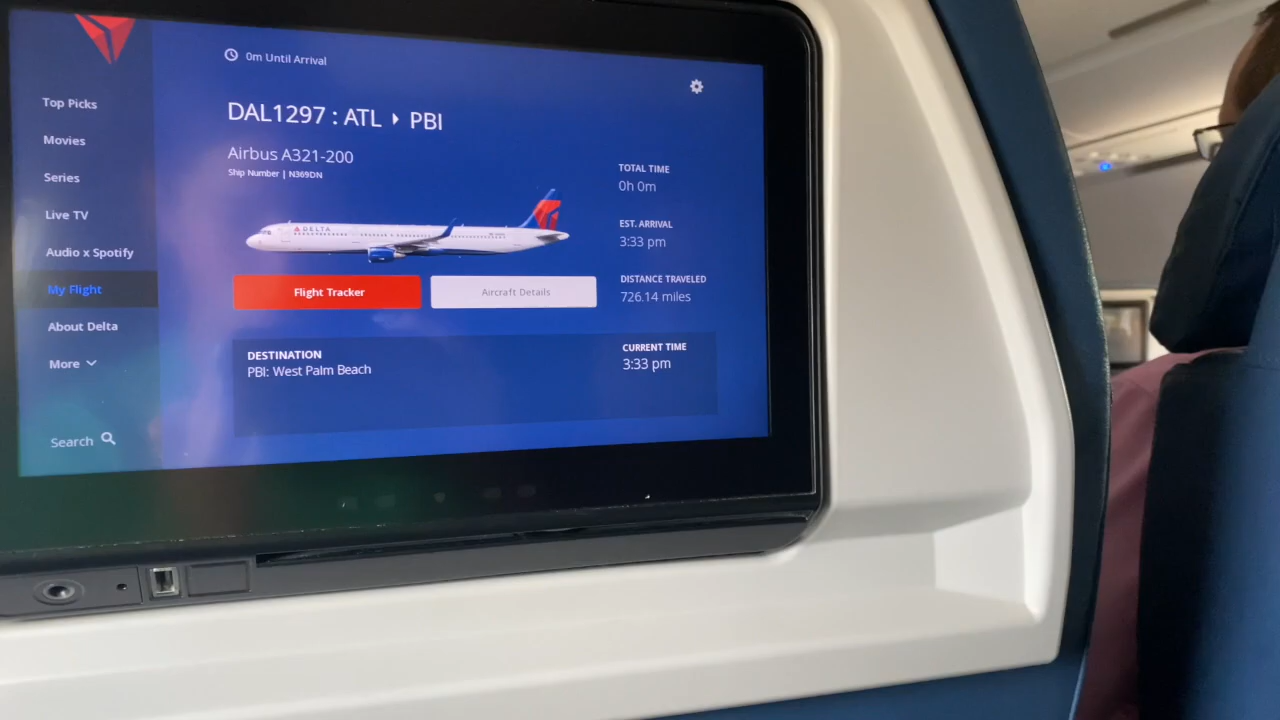 0m Until Arrival
DAL1297 : ATL ▸ PBI
Airbus A321-200
Ship Number | N369DN
DELTA
Top Picks
Movies
Series
Live TV
Audio x Spotify
My Flight
About Delta
More
Search
TOTAL TIME
0h 0m
EST. ARRIVAL
3:33 pm
DISTANCE TRAVELED
726.14 miles
Flight Tracker
Aircraft Details
DESTINATION
PBI: West Palm Beach
CURRENT TIME
3:33 pm